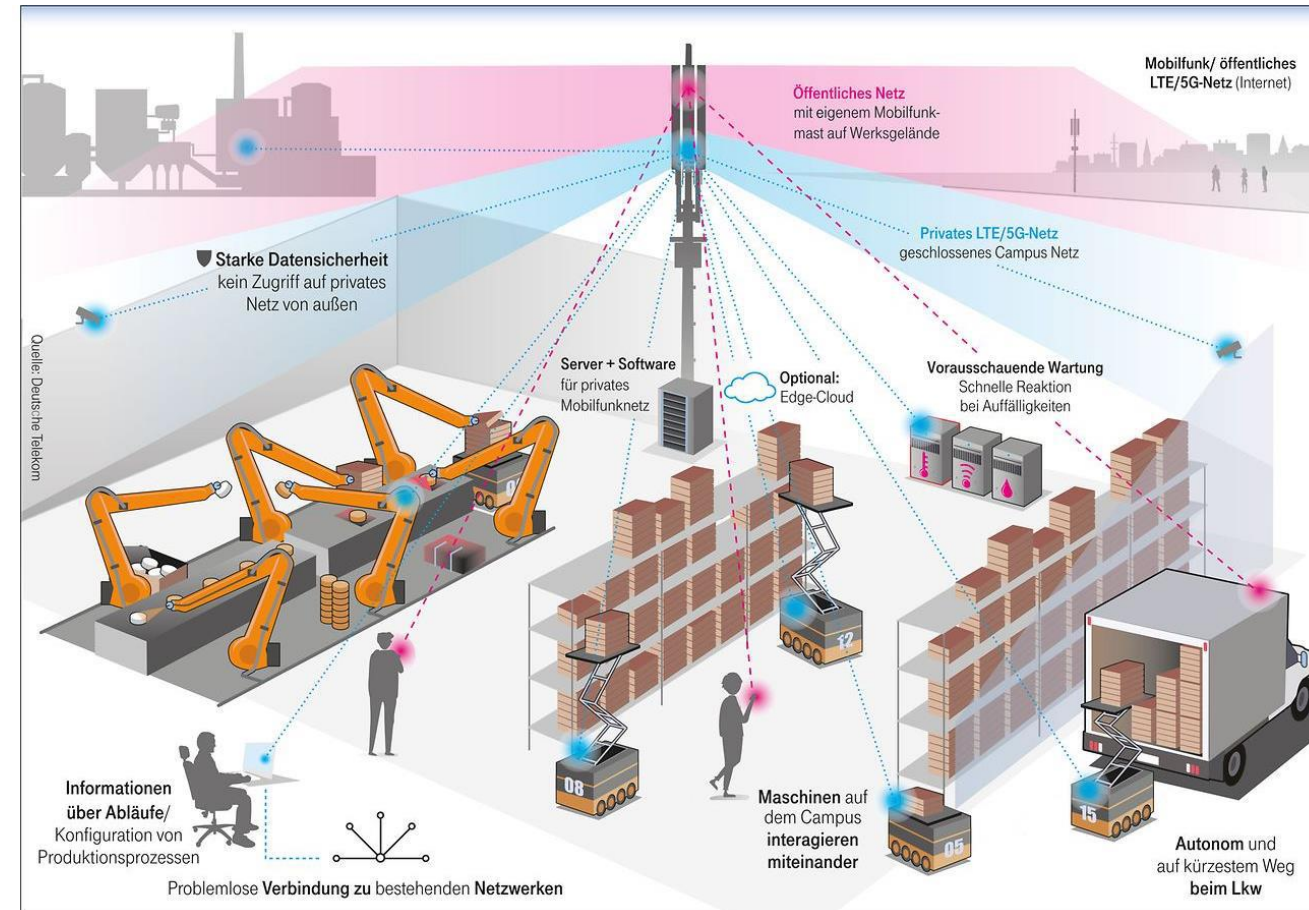 Mobilfunk/ öffentliches
LTE/5G-Netz (Internet)
Öffentliches Netz
mit eigenem Mobilfunk-
mast auf Werksgelände
Privates LTE/5G-Netz
geschlossenes Campus Netz
Starke Datensicherheit
kein Zugriff auf privates
Netz von außen
Quelle: Deutsche Telekom
Server + Software
für privates
Mobilfunknetz
Optional:
Edge-Cloud
Vorausschauende Wartung
Schnelle Reaktion
bei Auffälligkeiten
12
08
05
15
Informationen
über Abläufe/
Konfiguration von
Produktionsprozessen
Problemlose Verbindung zu bestehenden Netzwerken
Maschinen auf
dem Campus
interagieren
miteinander
Autonom und
auf kürzestem Weg
beim Lkw